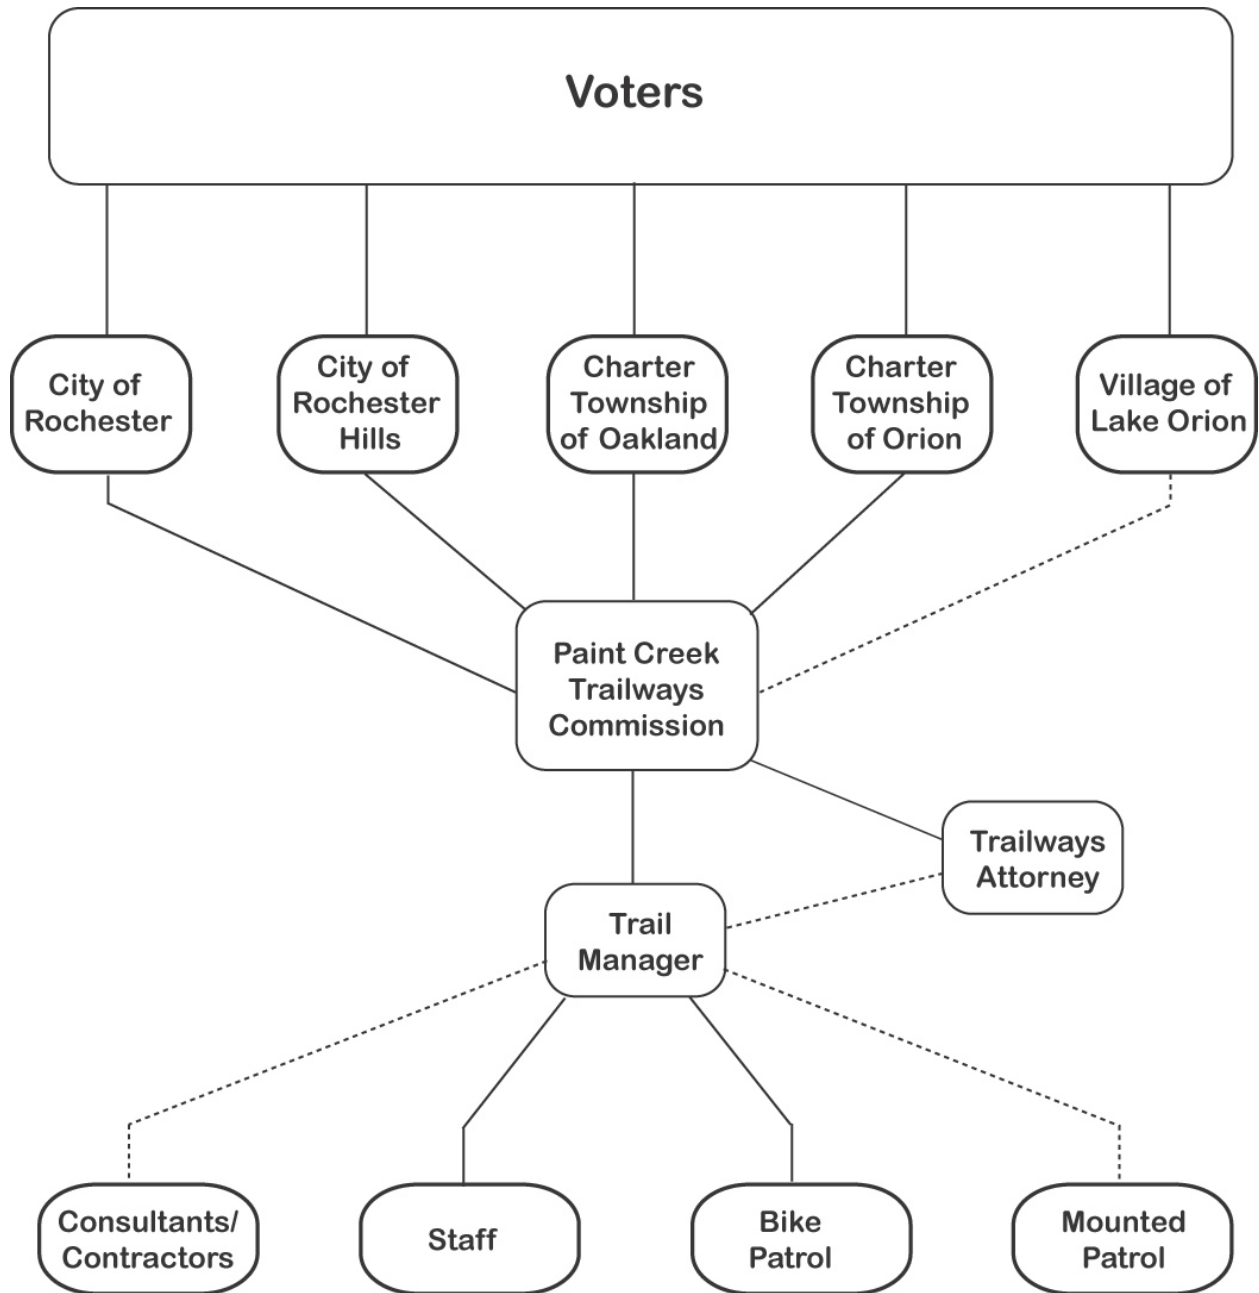 Voters
City of
Rochester
City of
Rochester
Hills
Charter
Township
of Oakland
Charter
Township
of Orion
Village of
Lake Orion
Paint Creek
Trailways
Commission
Trailways
Attorney
Trail
Manager
Consultants/
Contractors
Staff
Bike
Patrol
Mounted
Patrol